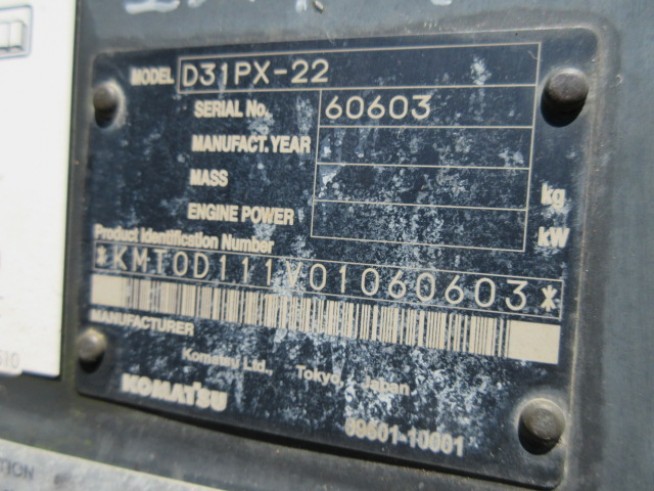 MODEL D31PX-22
SERIAL No. 60603
MANUFACT. YEAR
MASS kg
ENGINE POWER kW
Product Identification Number
*KMT0D111V01060603*
MANUFACTURER
Komatsu Ltd., Tokyo, Japan
KOMATSU
09601-10001